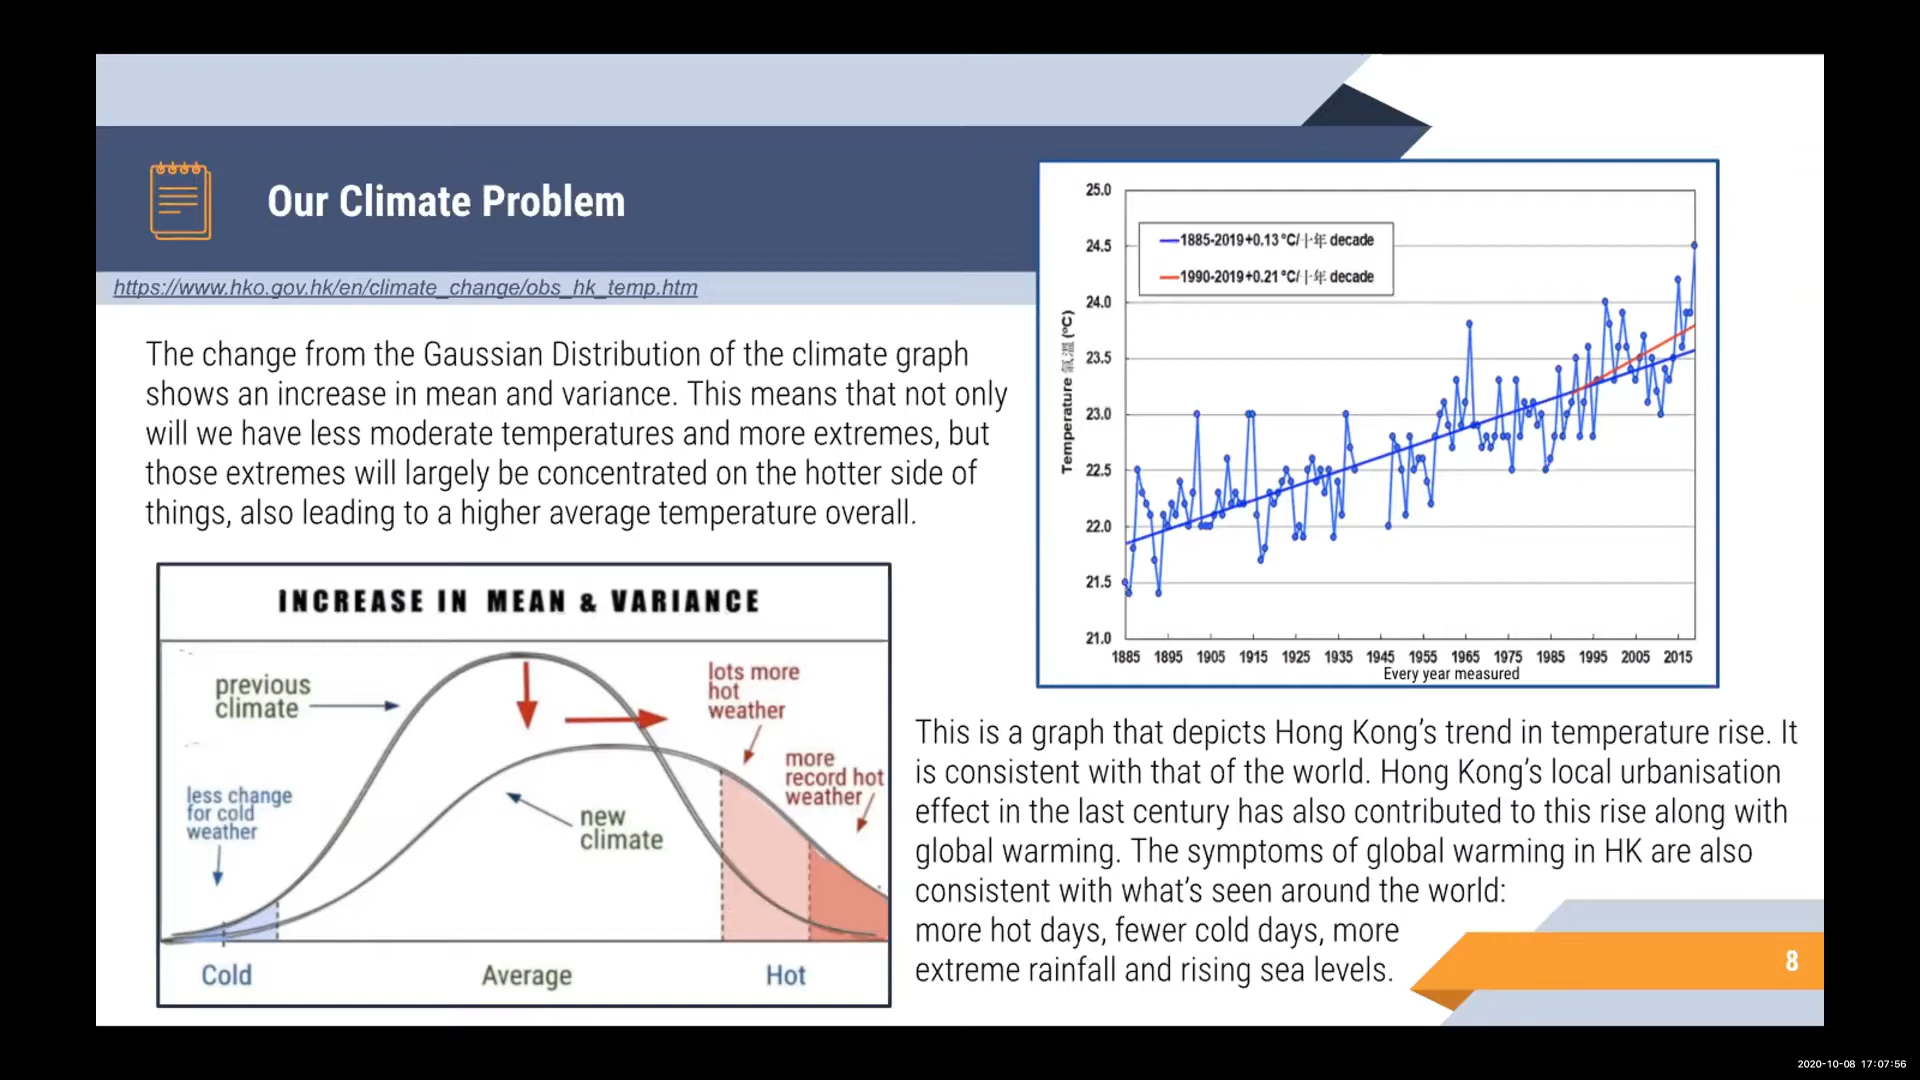 Our Climate Problem
https://www.hko.gov.hk/en/climate_change/obs_hk_temp.htm
The change from the Gaussian Distribution of the climate graph
shows an increase in mean and variance. This means that not only
will we have less moderate temperatures and more extremes, but
those extremes will largely be concentrated on the hotter side of
things, also leading to a higher average temperature overall.
INCREASE IN MEAN & VARIANCE
previous
climate
less change
for cold
weather
new
climate
lots more
hot
weather
more
record hot
weather
Cold
Average
Hot
Temperature 氣溫 (°C)
25.0
24.5
24.0
23.5
23.0
22.5
22.0
21.5
21.0
1885-2019 +0.13 °C/十年 decade
1990-2019 +0.21 °C/十年 decade
1885 1895 1905 1915 1925 1935 1945 1955 1965 1975 1985 1995 2005 2015
Every year measured
This is a graph that depicts Hong Kong's trend in temperature rise. It
is consistent with that of the world. Hong Kong's local urbanisation
effect in the last century has also contributed to this rise along with
global warming. The symptoms of global warming in HK are also
consistent with what's seen around the world:
more hot days, fewer cold days, more
extreme rainfall and rising sea levels.
8
2020-10-08 17:07:56